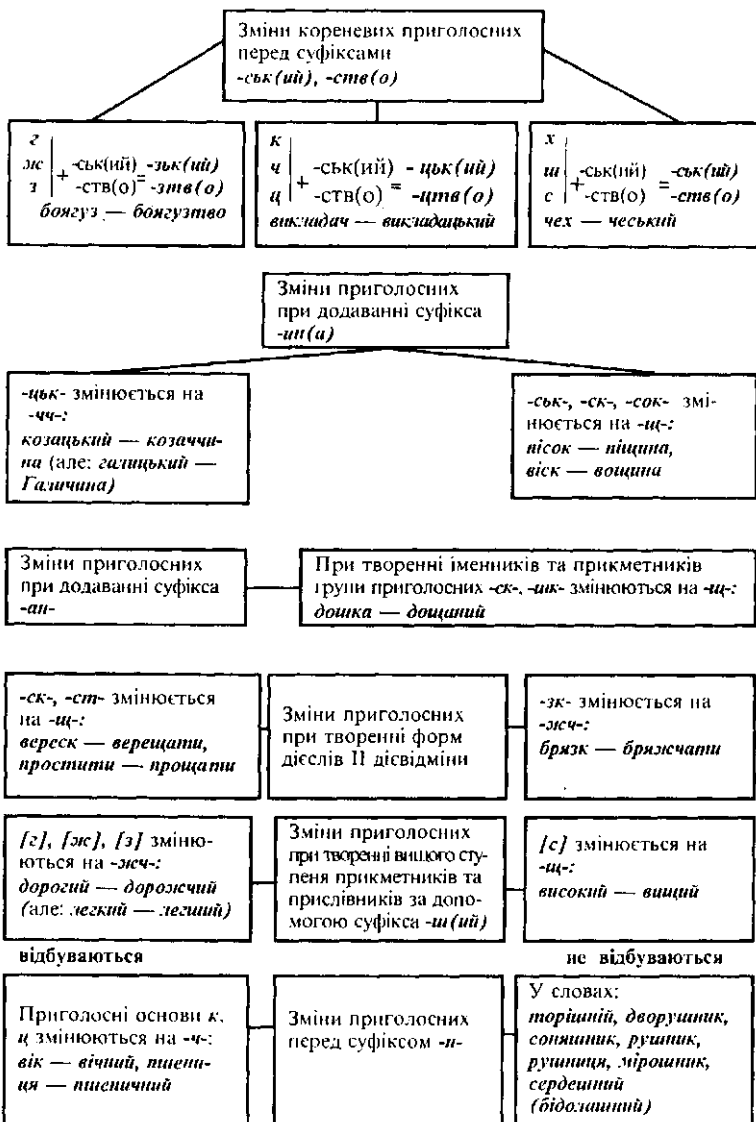 Зміни кореневих приголосних
перед суфіксами
-ськ(ий), -ств(о)
г
ж
з
+ -ськ(ий) = -зьк(ий)
-ств(о) -зтв(о)
боягуз — боягузтво
к
ч
ц
+ -ськ(ий) - цьк(ий)
-ств(о) = -цтв(о)
викладач — викладацький
х
ш
с
+ -ськ(ий) = -ськ(ий)
-ств(о) -ств(о)
чех — чеський
Зміни приголосних
при додаванні суфікса
-ин(а)
-цьк- змінюється на
-чч-:
козацький — козаччи-
на (але: галицький —
Галичина)
-ськ-, -ск-, -сок- змі-
нюється на -щ-:
пісок — піщина,
віск — вощина
Зміни приголосних
при додаванні суфікса
-ан-
При творенні іменників та прикметників
групи приголосних -ск-, -шк- змінюються на -щ-:
дошка — дощаний
-ск-, -ст- змінюється
на -щ-:
вереск — верещати,
простити — прощати
Зміни приголосних
при творенні форм
дієслів II дієвідміни
-зк- змінюється на
-жч-:
брязк — бряжчати
[г], [ж], [з] зміню-
ються на -жч-:
дорогий — дорожчий
(але: легкий — легший)
Зміни приголосних
при творенні вищого сту-
пеня прикметників та
прислівників за допо-
могою суфікса -ш(ий)
[с] змінюється на
-щ-:
високий — вищий
відбуваються
не відбуваються
Приголосні основи к,
ц змінюються на -ч-:
вік — вічний, пшени-
ця — пшеничний
Зміни приголосних
перед суфіксом -н-
У словах:
торішній, дворушник,
соняшник, рушник,
рушниця, мірошник,
сердешний
(бідолашний)